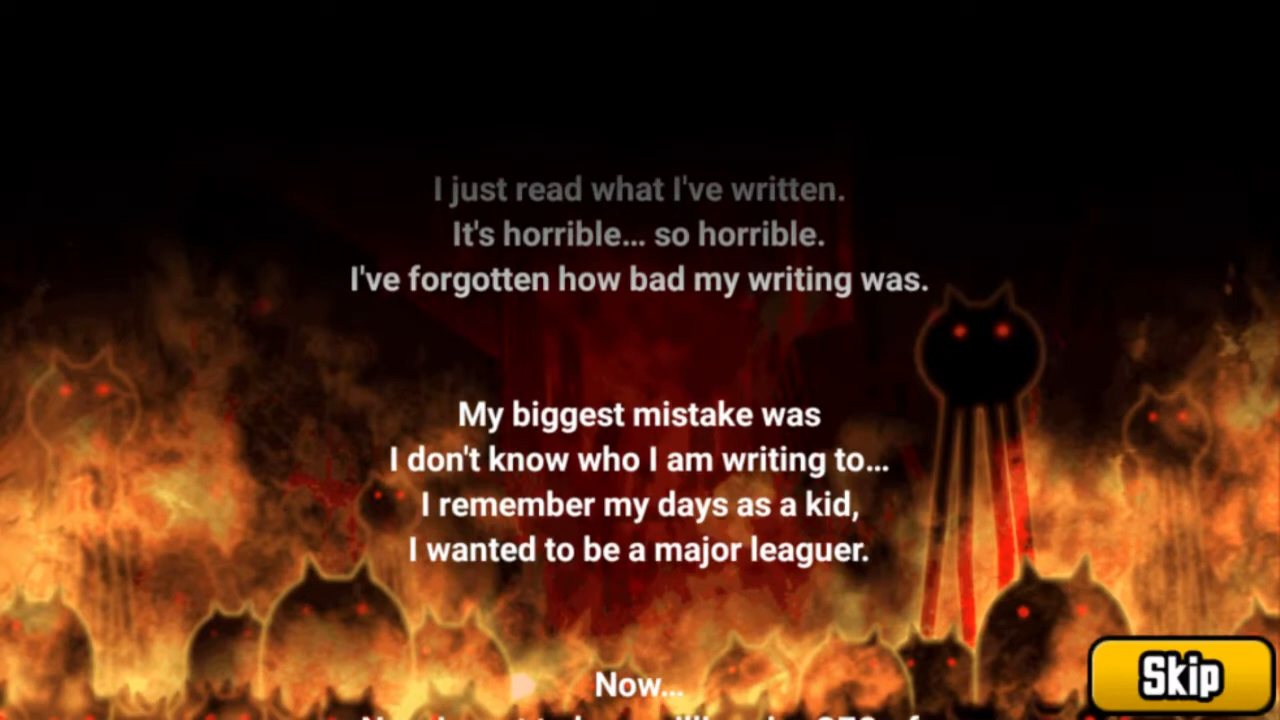 I just read what I've written.
It's horrible... so horrible.
I've forgotten how bad my writing was.
My biggest mistake was
I don't know who I am writing to...
I remember my days as a kid,
I wanted to be a major leaguer.
Now...
Skip